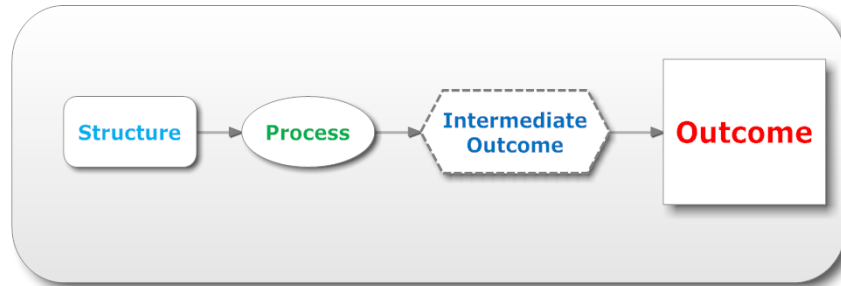 Structure
Process
Intermediate
Outcome
Outcome